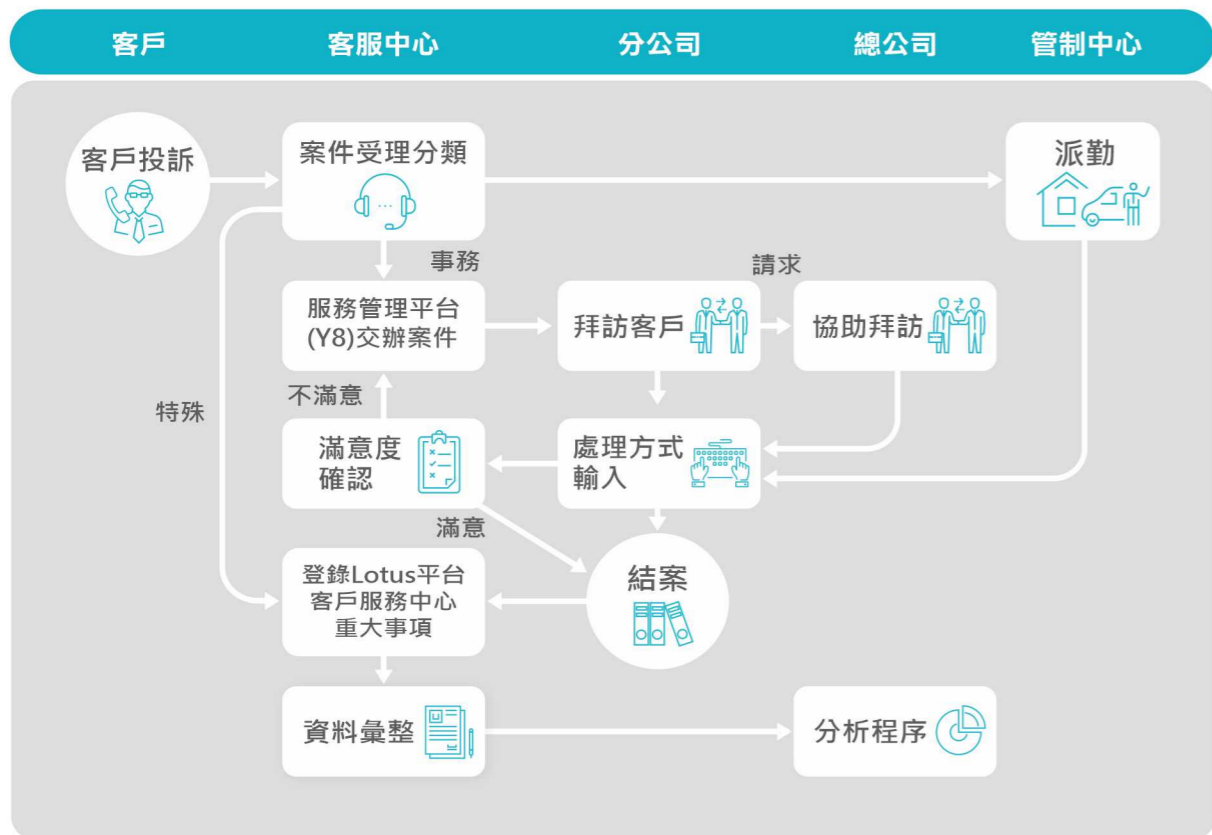 客戶
客服中心
分公司
總公司
管制中心
客戶投訴
案件受理分類
派勤
事務
請求
服務管理平台
(Y8)交辦案件
拜訪客戶
協助拜訪
不滿意
特殊
滿意度
確認
處理方式
輸入
滿意
登錄Lotus平台
客戶服務中心
重大事項
結案
資料彙整
分析程序